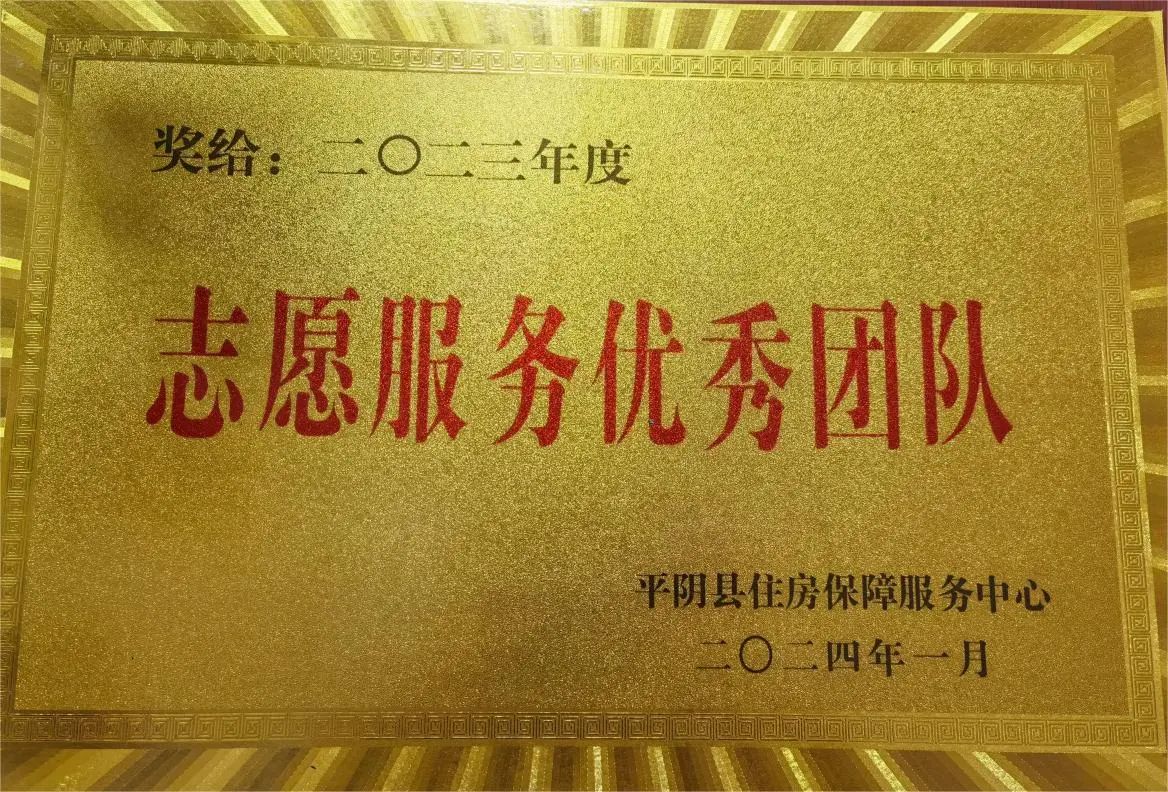 奖给：二〇二三年度
志愿服务优秀团队
平阴县住房保障服务中心
二〇二四年一月